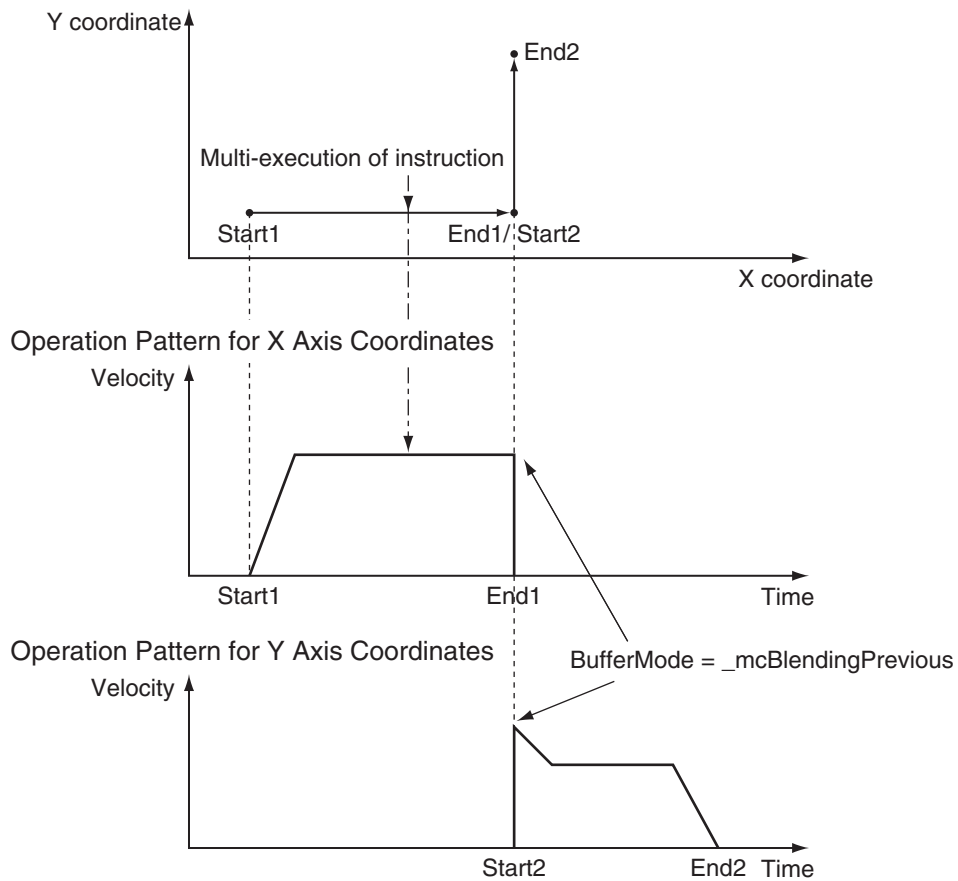 Y coordinate
End2
Multi-execution of instruction
Start1
End1/ Start2
X coordinate
Operation Pattern for X Axis Coordinates
Velocity
Start1
End1
Time
Operation Pattern for Y Axis Coordinates
BufferMode = _mcBlendingPrevious
Velocity
Start2
End2
Time